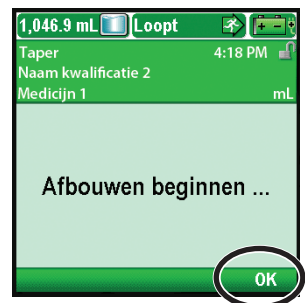 1,046.9 mL Loopt
Taper 4:18 PM
Naam kwalificatie 2
Medicijn 1 mL
Afbouwen beginnen ...
OK